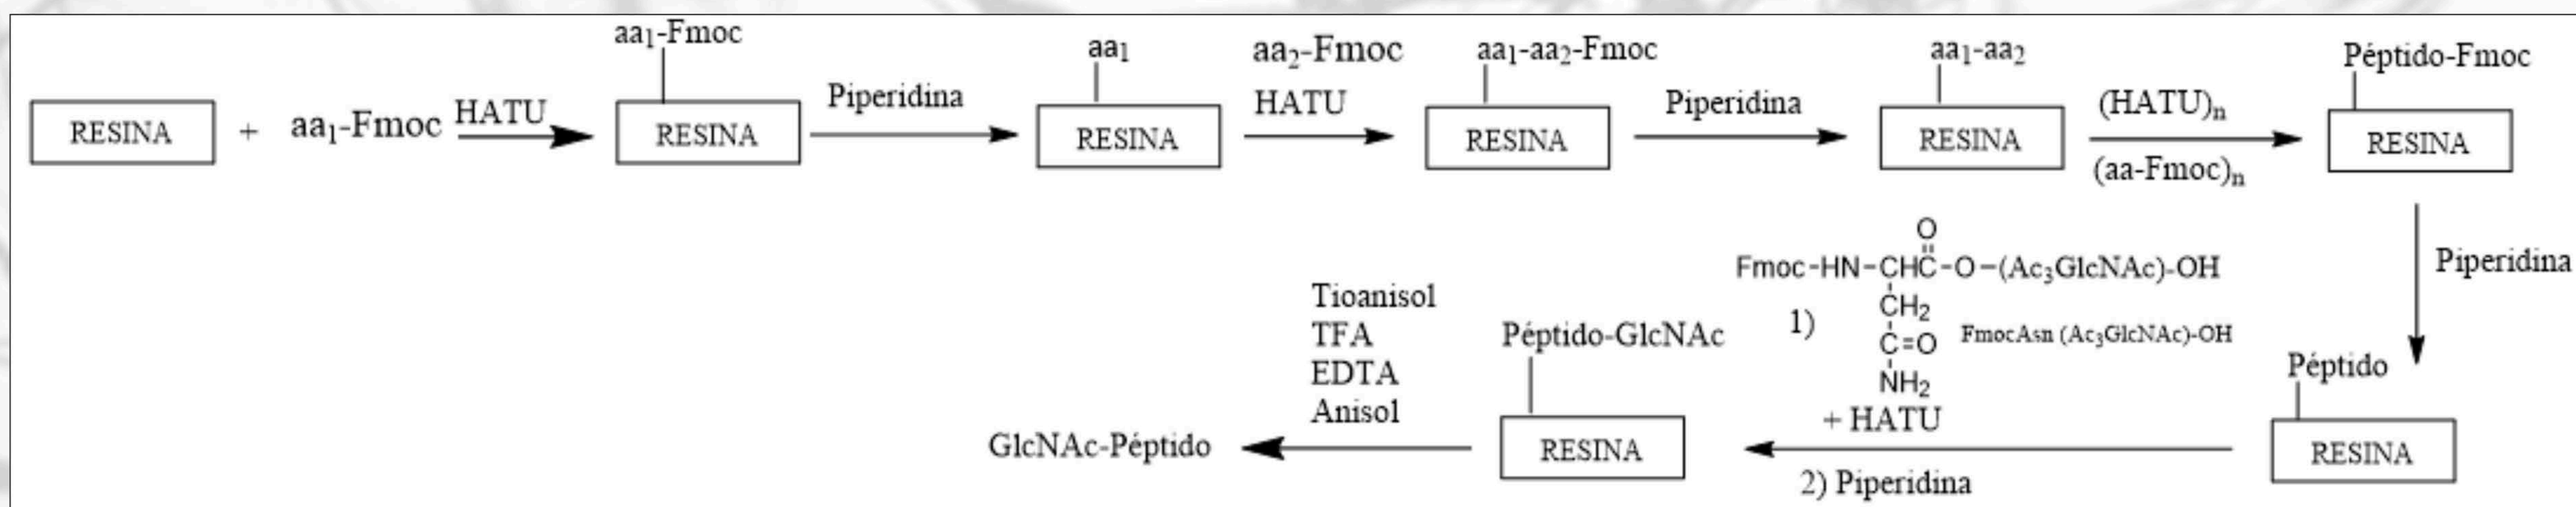 RESINA + aa1-Fmoc
HATU
aa1-Fmoc
RESINA
Piperidina
aa1
RESINA
aa2-Fmoc
HATU
aa1-aa2-Fmoc
RESINA
Piperidina
aa1-aa2
RESINA
(HATU)n
(aa-Fmoc)n
Péptido-Fmoc
RESINA
Piperidina
Péptido
RESINA
1)
O
Fmoc-HN-CHC-O-(Ac3GlcNAc)-OH
CH2
C=O
NH2
FmocAsn (Ac3GlcNAc)-OH
+ HATU
2) Piperidina
Péptido-GlcNAc
RESINA
Tioanisol
TFA
EDTA
Anisol
GlcNAc-Péptido